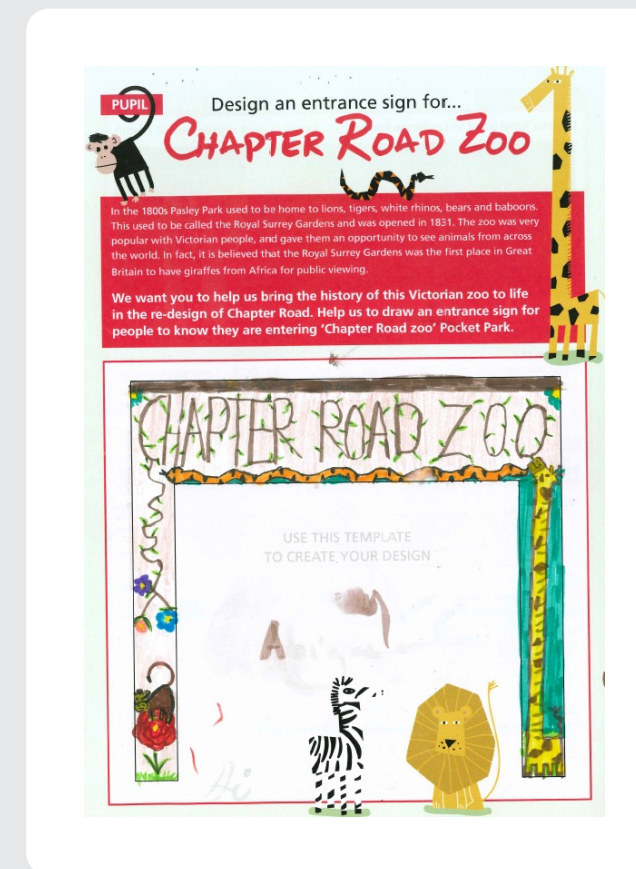 PUPIL
Design an entrance sign for...
CHAPTER ROAD ZOO
In the 1800s Pasley Park used to be home to lions, tigers, white rhinos, bears and baboons.
This used to be called the Royal Surrey Gardens and was opened in 1831. The zoo was very
popular with Victorian people, and gave them an opportunity to see animals from across
the world. In fact, it is believed that the Royal Surrey Gardens was the first place in Great
Britain to have giraffes from Africa for public viewing.
We want you to help us bring the history of this Victorian zoo to life
in the re-design of Chapter Road. Help us to draw an entrance sign for
people to know they are entering ‘Chapter Road zoo’ Pocket Park.
CHAPTER ROAD ZOO
USE THIS TEMPLATE
TO CREATE YOUR DESIGN
Hi